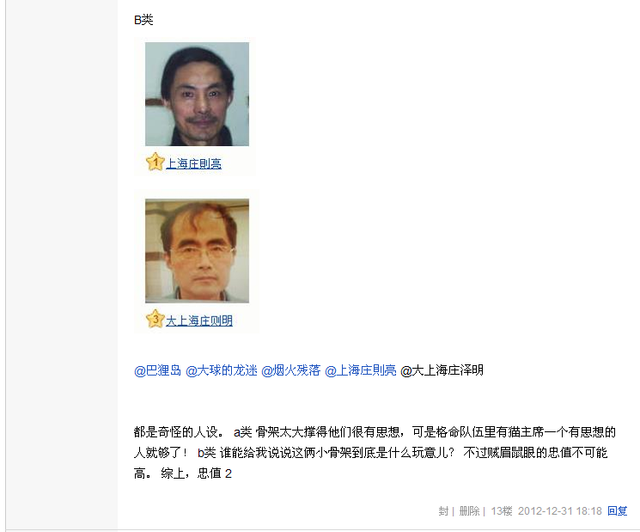 B类
1
上海庄則亮
3
大上海庄则明
@巴狸岛 @大球的龙迷 @烟火残落 @上海庄則亮 @大上海庄泽明
都是奇怪的人设。 a类 骨架太大撑得他们很有思想，可是格命队伍里有猫主席一个有思想的
人就够了！ b类 谁能给我说说这俩小骨架到底是什么玩意儿？ 不过贼眉鼠眼的忠值不可能
高。 综上，忠值 2
封 | 删除 | 13楼 2012-12-31 18:18 回复